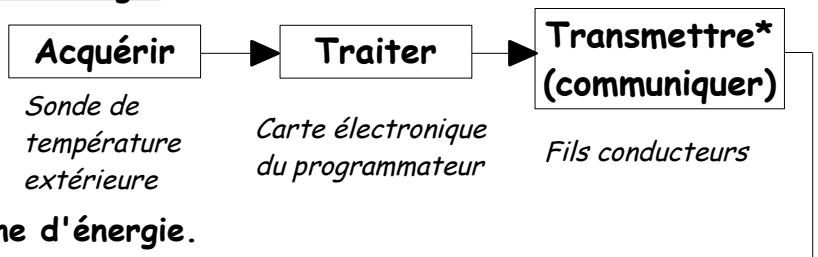 Acquérir
Traiter
Transmettre*
(communiquer)
Sonde de
température
extérieure
Carte électronique
du programmateur
Fils conducteurs
d'énergie.